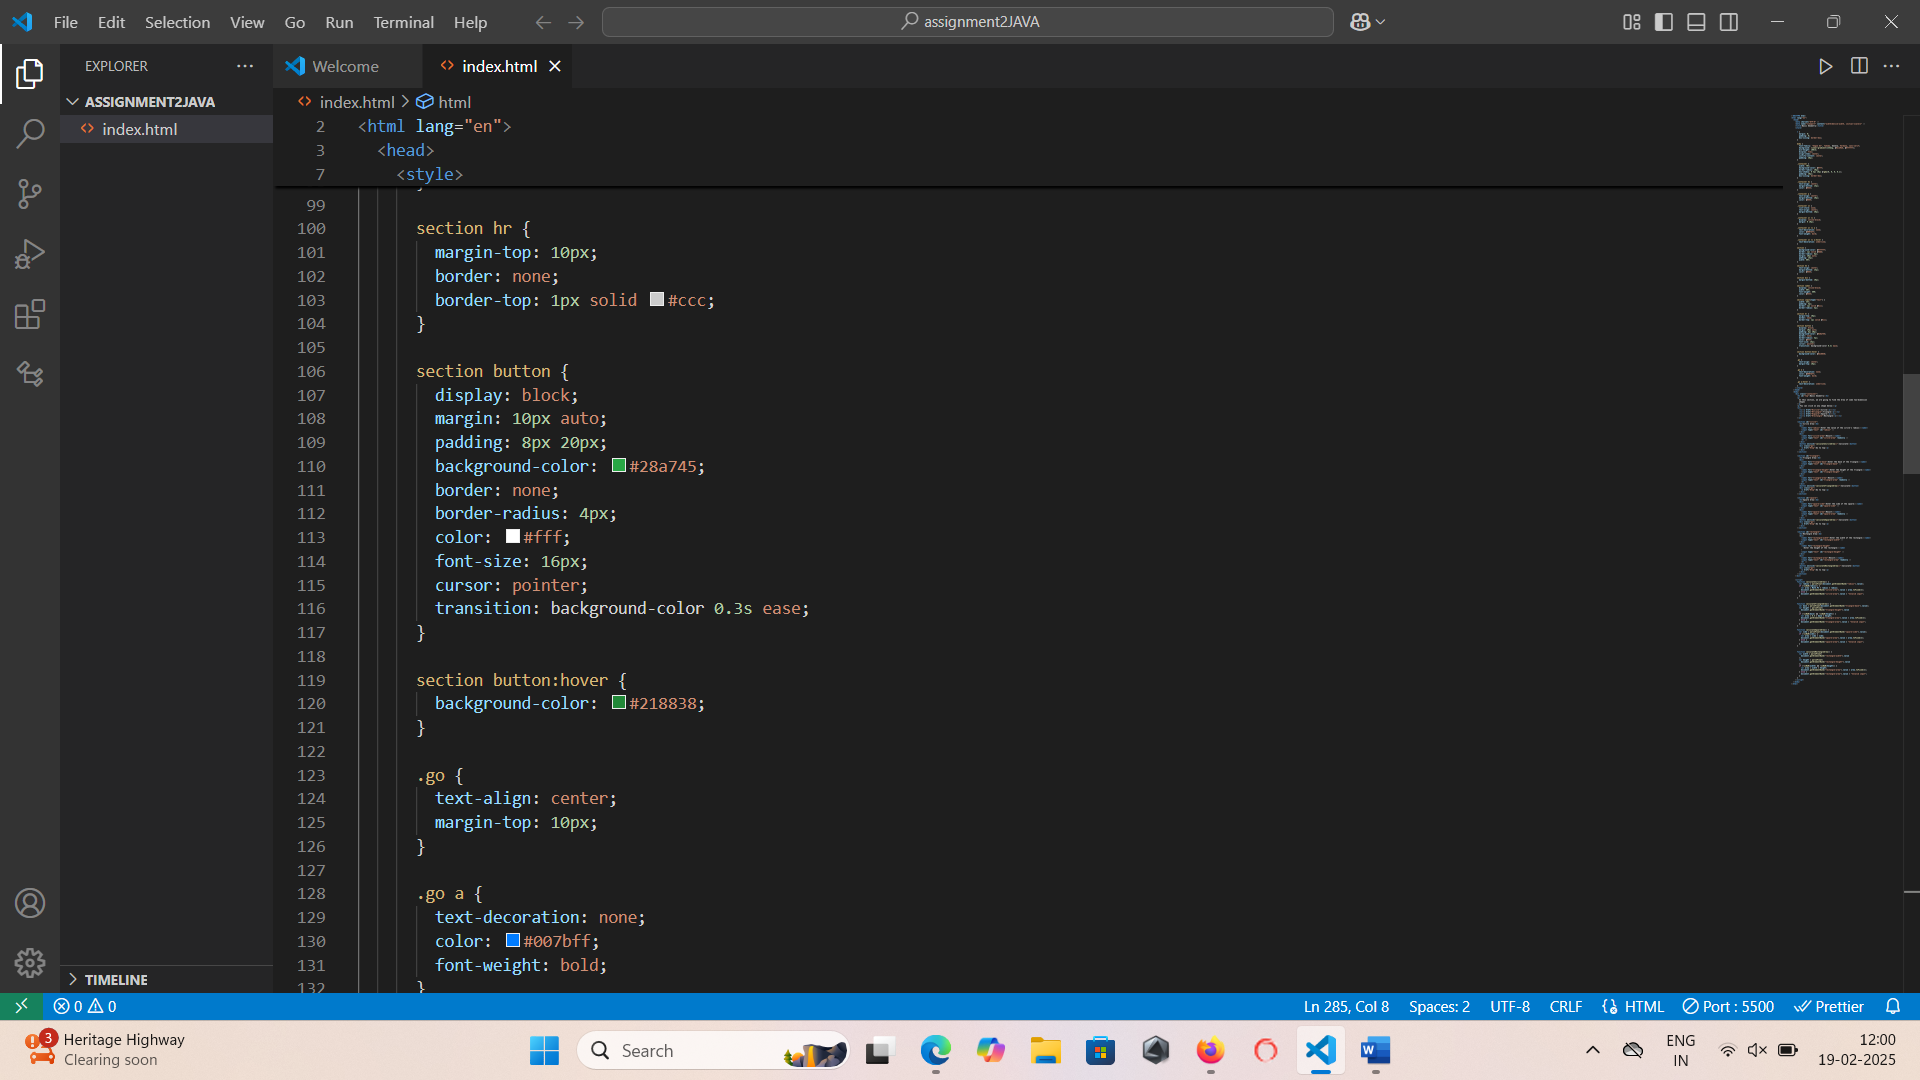 File Edit Selection View Go Run Terminal Help
assignment2JAVA
EXPLORER
ASSIGNMENT2JAVA
index.html
TIMELINE
Welcome
index.html
index.html > html
2 <html lang="en">
3 <head>
7 <style>
99
100 section hr {
101 margin-top: 10px;
102 border: none;
103 border-top: 1px solid #ccc;
104 }
105
106 section button {
107 display: block;
108 margin: 10px auto;
109 padding: 8px 20px;
110 background-color: #28a745;
111 border: none;
112 border-radius: 4px;
113 color: #fff;
114 font-size: 16px;
115 cursor: pointer;
116 transition: background-color 0.3s ease;
117 }
118
119 section button:hover {
120 background-color: #218838;
121 }
122
123 .go {
124 text-align: center;
125 margin-top: 10px;
126 }
127
128 .go a {
129 text-decoration: none;
130 color: #007bff;
131 font-weight: bold;
132 }
0 0
Ln 285, Col 8 Spaces: 2 UTF-8 CRLF HTML Port : 5500 Prettier
3
Heritage Highway
Clearing soon
Search
ENG
IN
12:00
19-02-2025